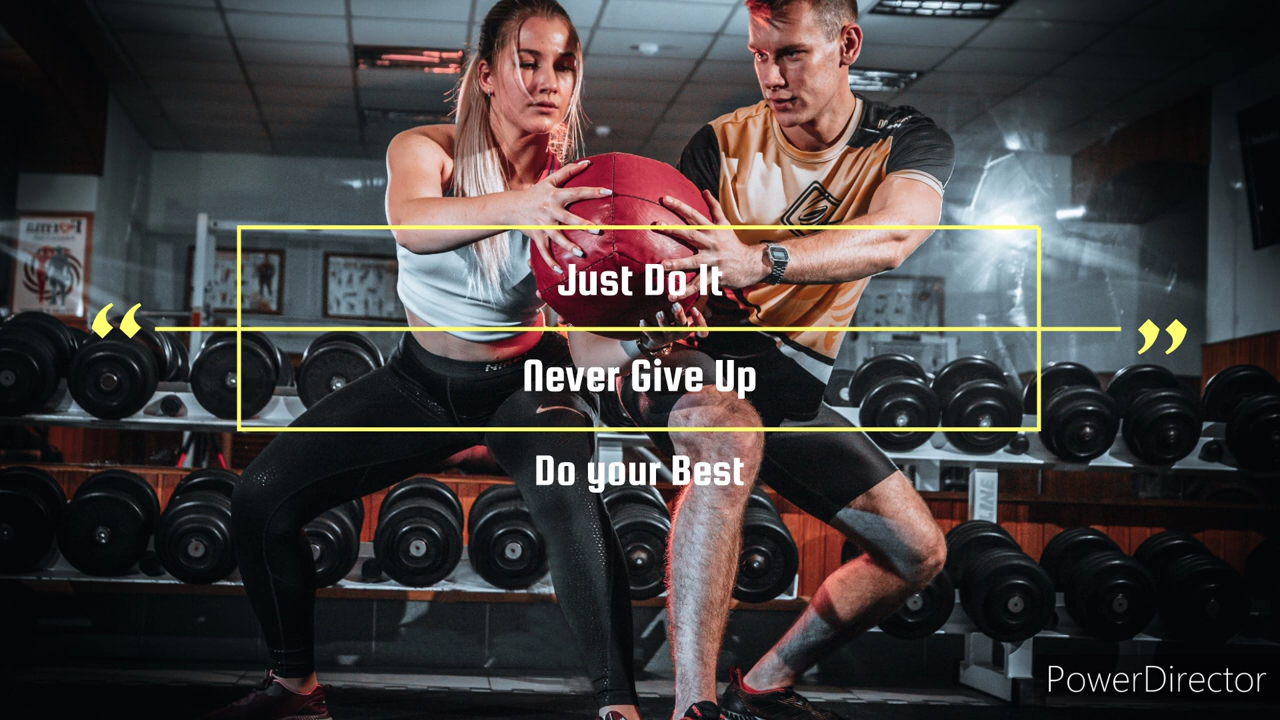 “
Just Do It
”
Never Give Up
Do your Best
PowerDirector